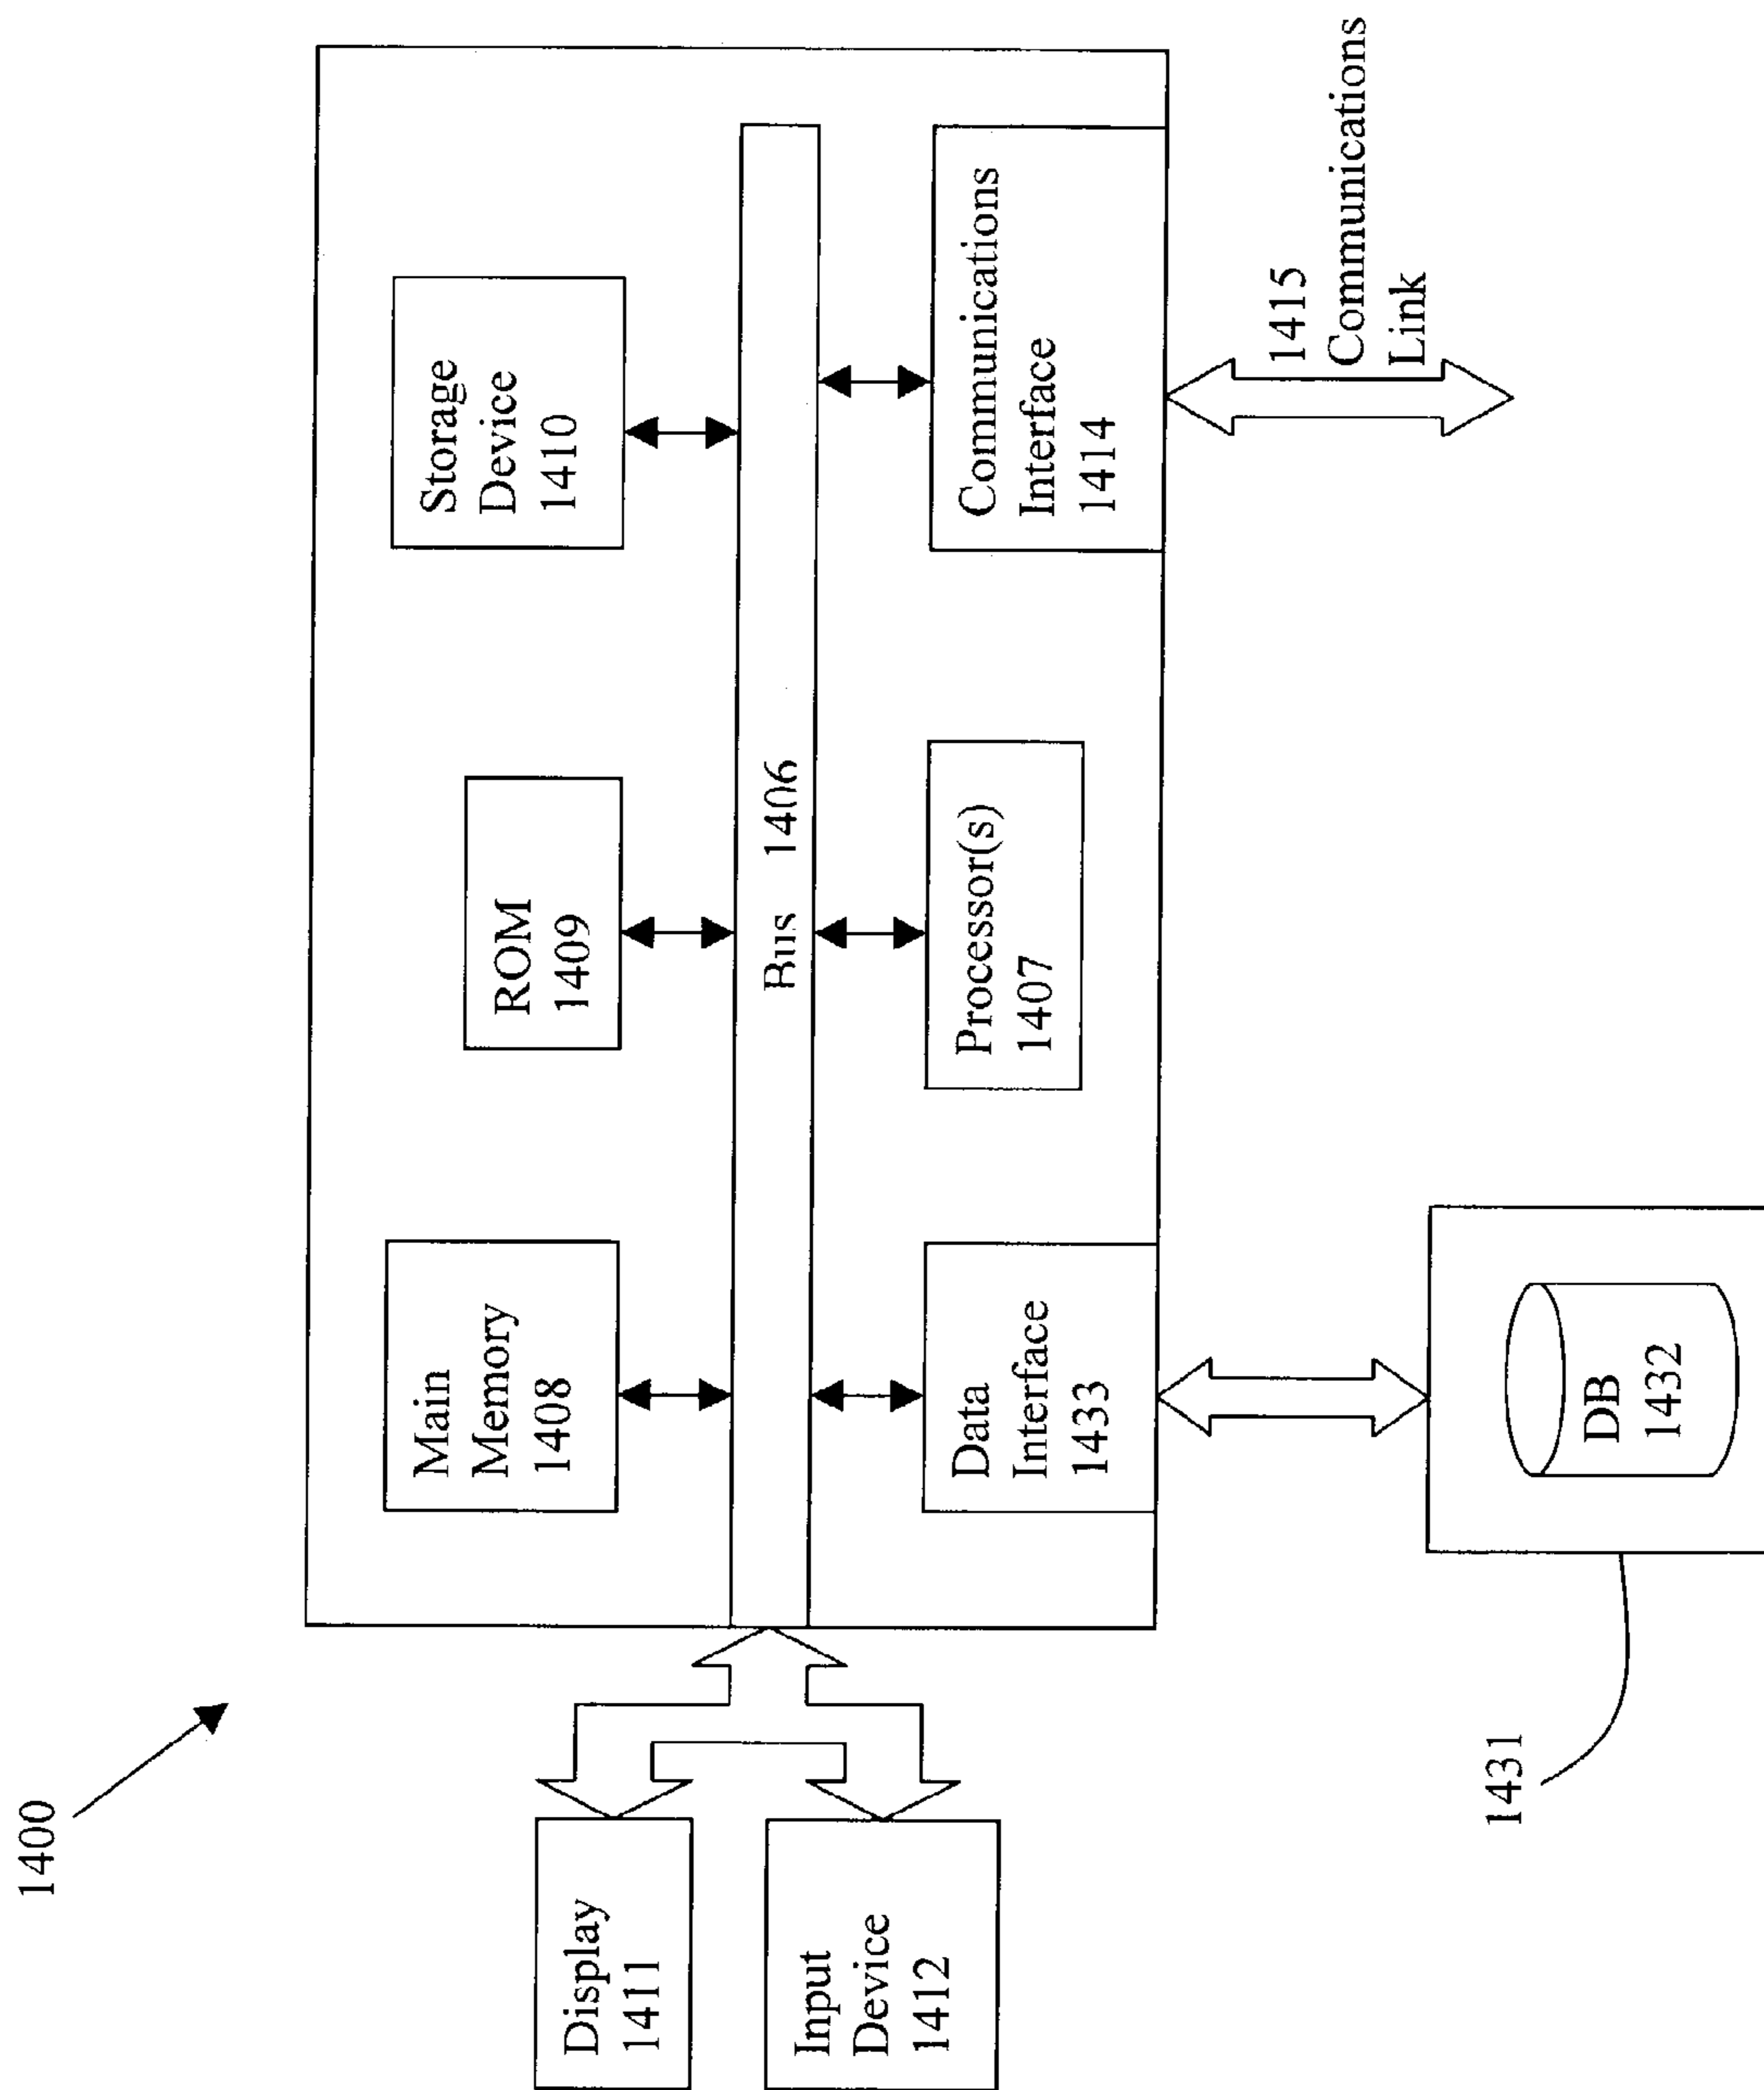 1400
Main
Memory
1408
ROM
1409
Storage
Device
1410
Display
1411
Bus 1406
Input
Device
1412
Data
Interface
1433
Processor(s)
1407
Communications
Interface
1414
1415
Communications
Link
DB
1432
1431